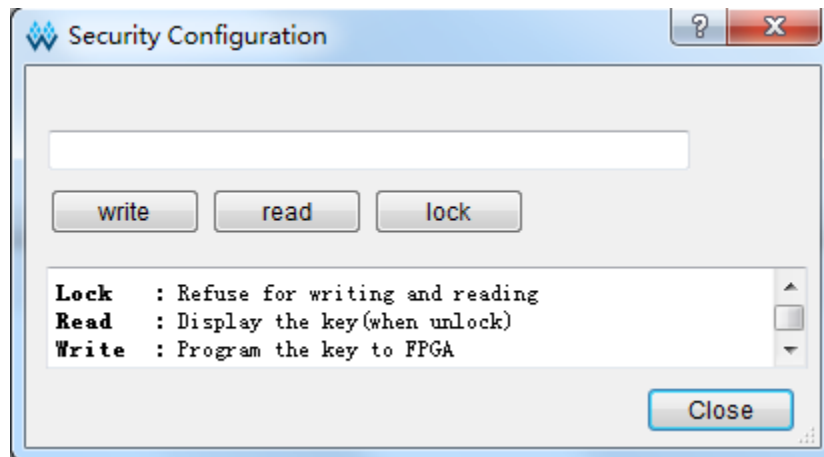 Security Configuration
write read lock
Lock : Refuse for writing and reading
Read : Display the key(when unlock)
Write : Program the key to FPGA
Close